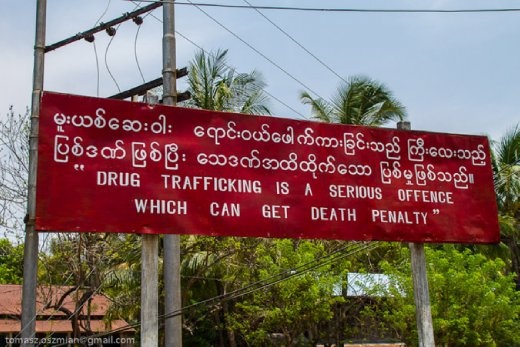 မူးယစ်ဆေးဝါး ရောင်းဝယ်ဖေါက်ကားခြင်းသည် ကြီးလေးသည့်
ပြစ်ဒဏ် ဖြစ်ပြီး သေဒဏ်အထိထိုက်သော ပြစ်မှုဖြစ်သည်။
" DRUG TRAFFICKING IS A SERIOUS OFFENCE
WHICH CAN GET DEATH PENALTY "
tomasz.oszmian@gmail.com